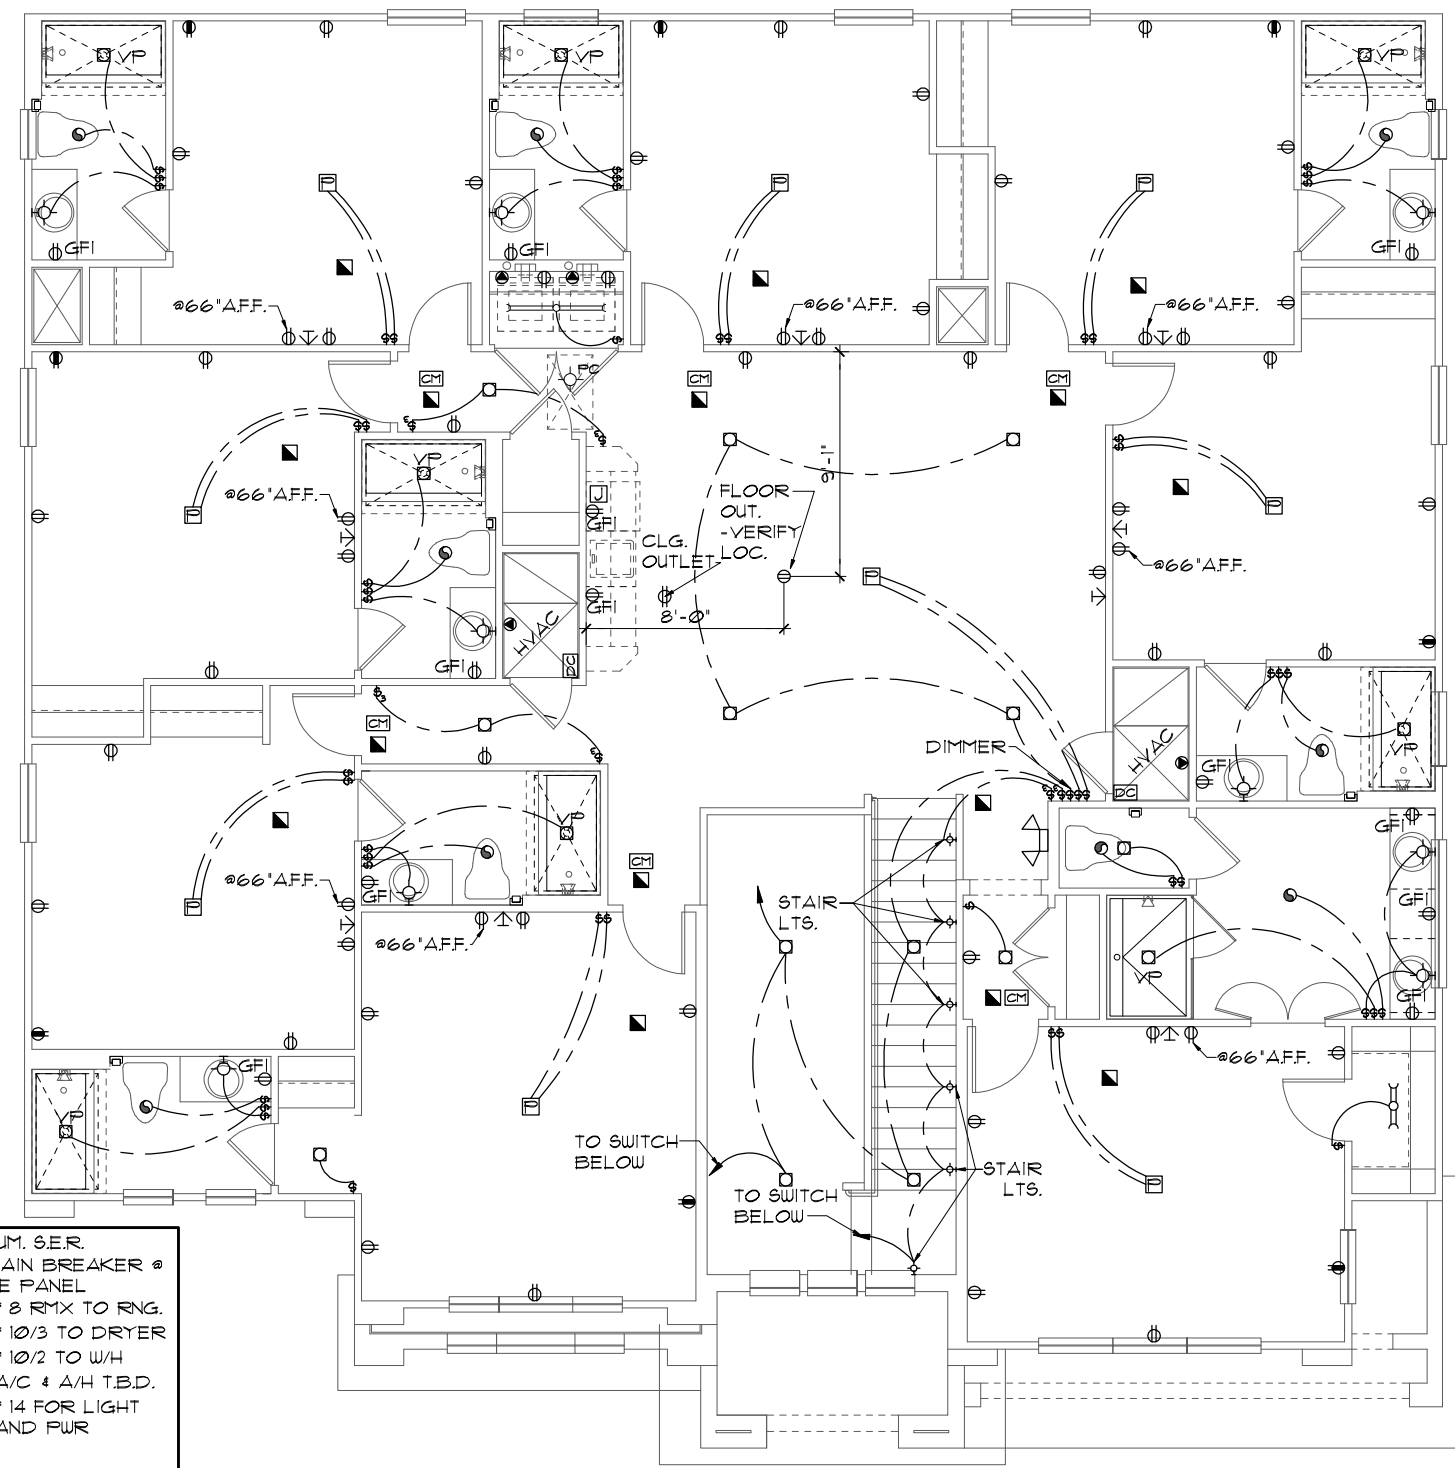 VP
VP
VP
GFI
GFI
GFI
@66"A.F.F.
@66"A.F.F.
@66"A.F.F.
CM
PC
CM
CM
9'-1"
VP
@66"A.F.F.
J
GFI
FLOOR
OUT.
-VERIFY
LOC.
CLG.
OUTLET
@66"A.F.F.
GFI
8'-0"
HVAC
DC
GFI
$3
CM
DIMMER
HVAC
DC
GFI
VP
VP
CM
GFI
@66"A.F.F.
@66"A.F.F.
STAIR
LTS.
GFI
GFI
GFI
VP
CM
@66"A.F.F.
GFI
VP
TO SWITCH
BELOW
STAIR
LTS.
TO SWITCH
BELOW
S.E.R.
BREAKER @
PANEL
8 RMX TO RNG.
10/3 TO DRYER
10/2 TO W/H
A/C & A/H T.B.D.
14 FOR LIGHT
AND PWR